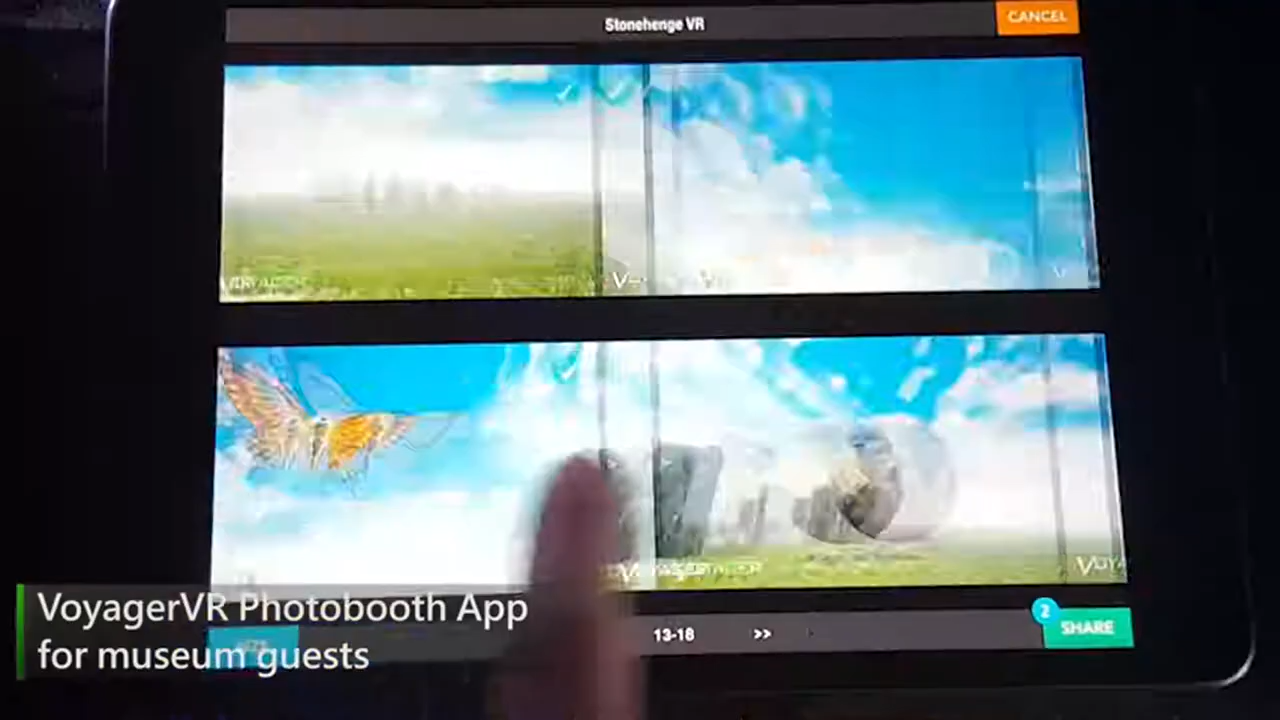 Stonehenge VR
CANCEL
VoyagerVR Photobooth App
for museum guests
13-18 >>
2
SHARE